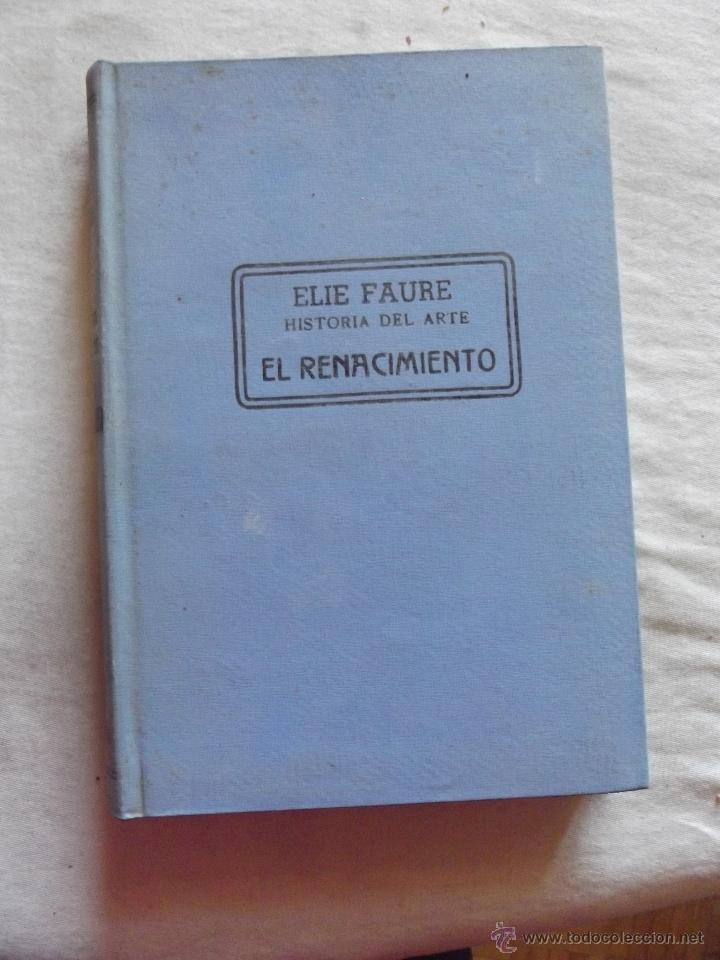 ELIE FAURE
HISTORIA DEL ARTE
EL RENACIMIENTO
© www.todocoleccion.net